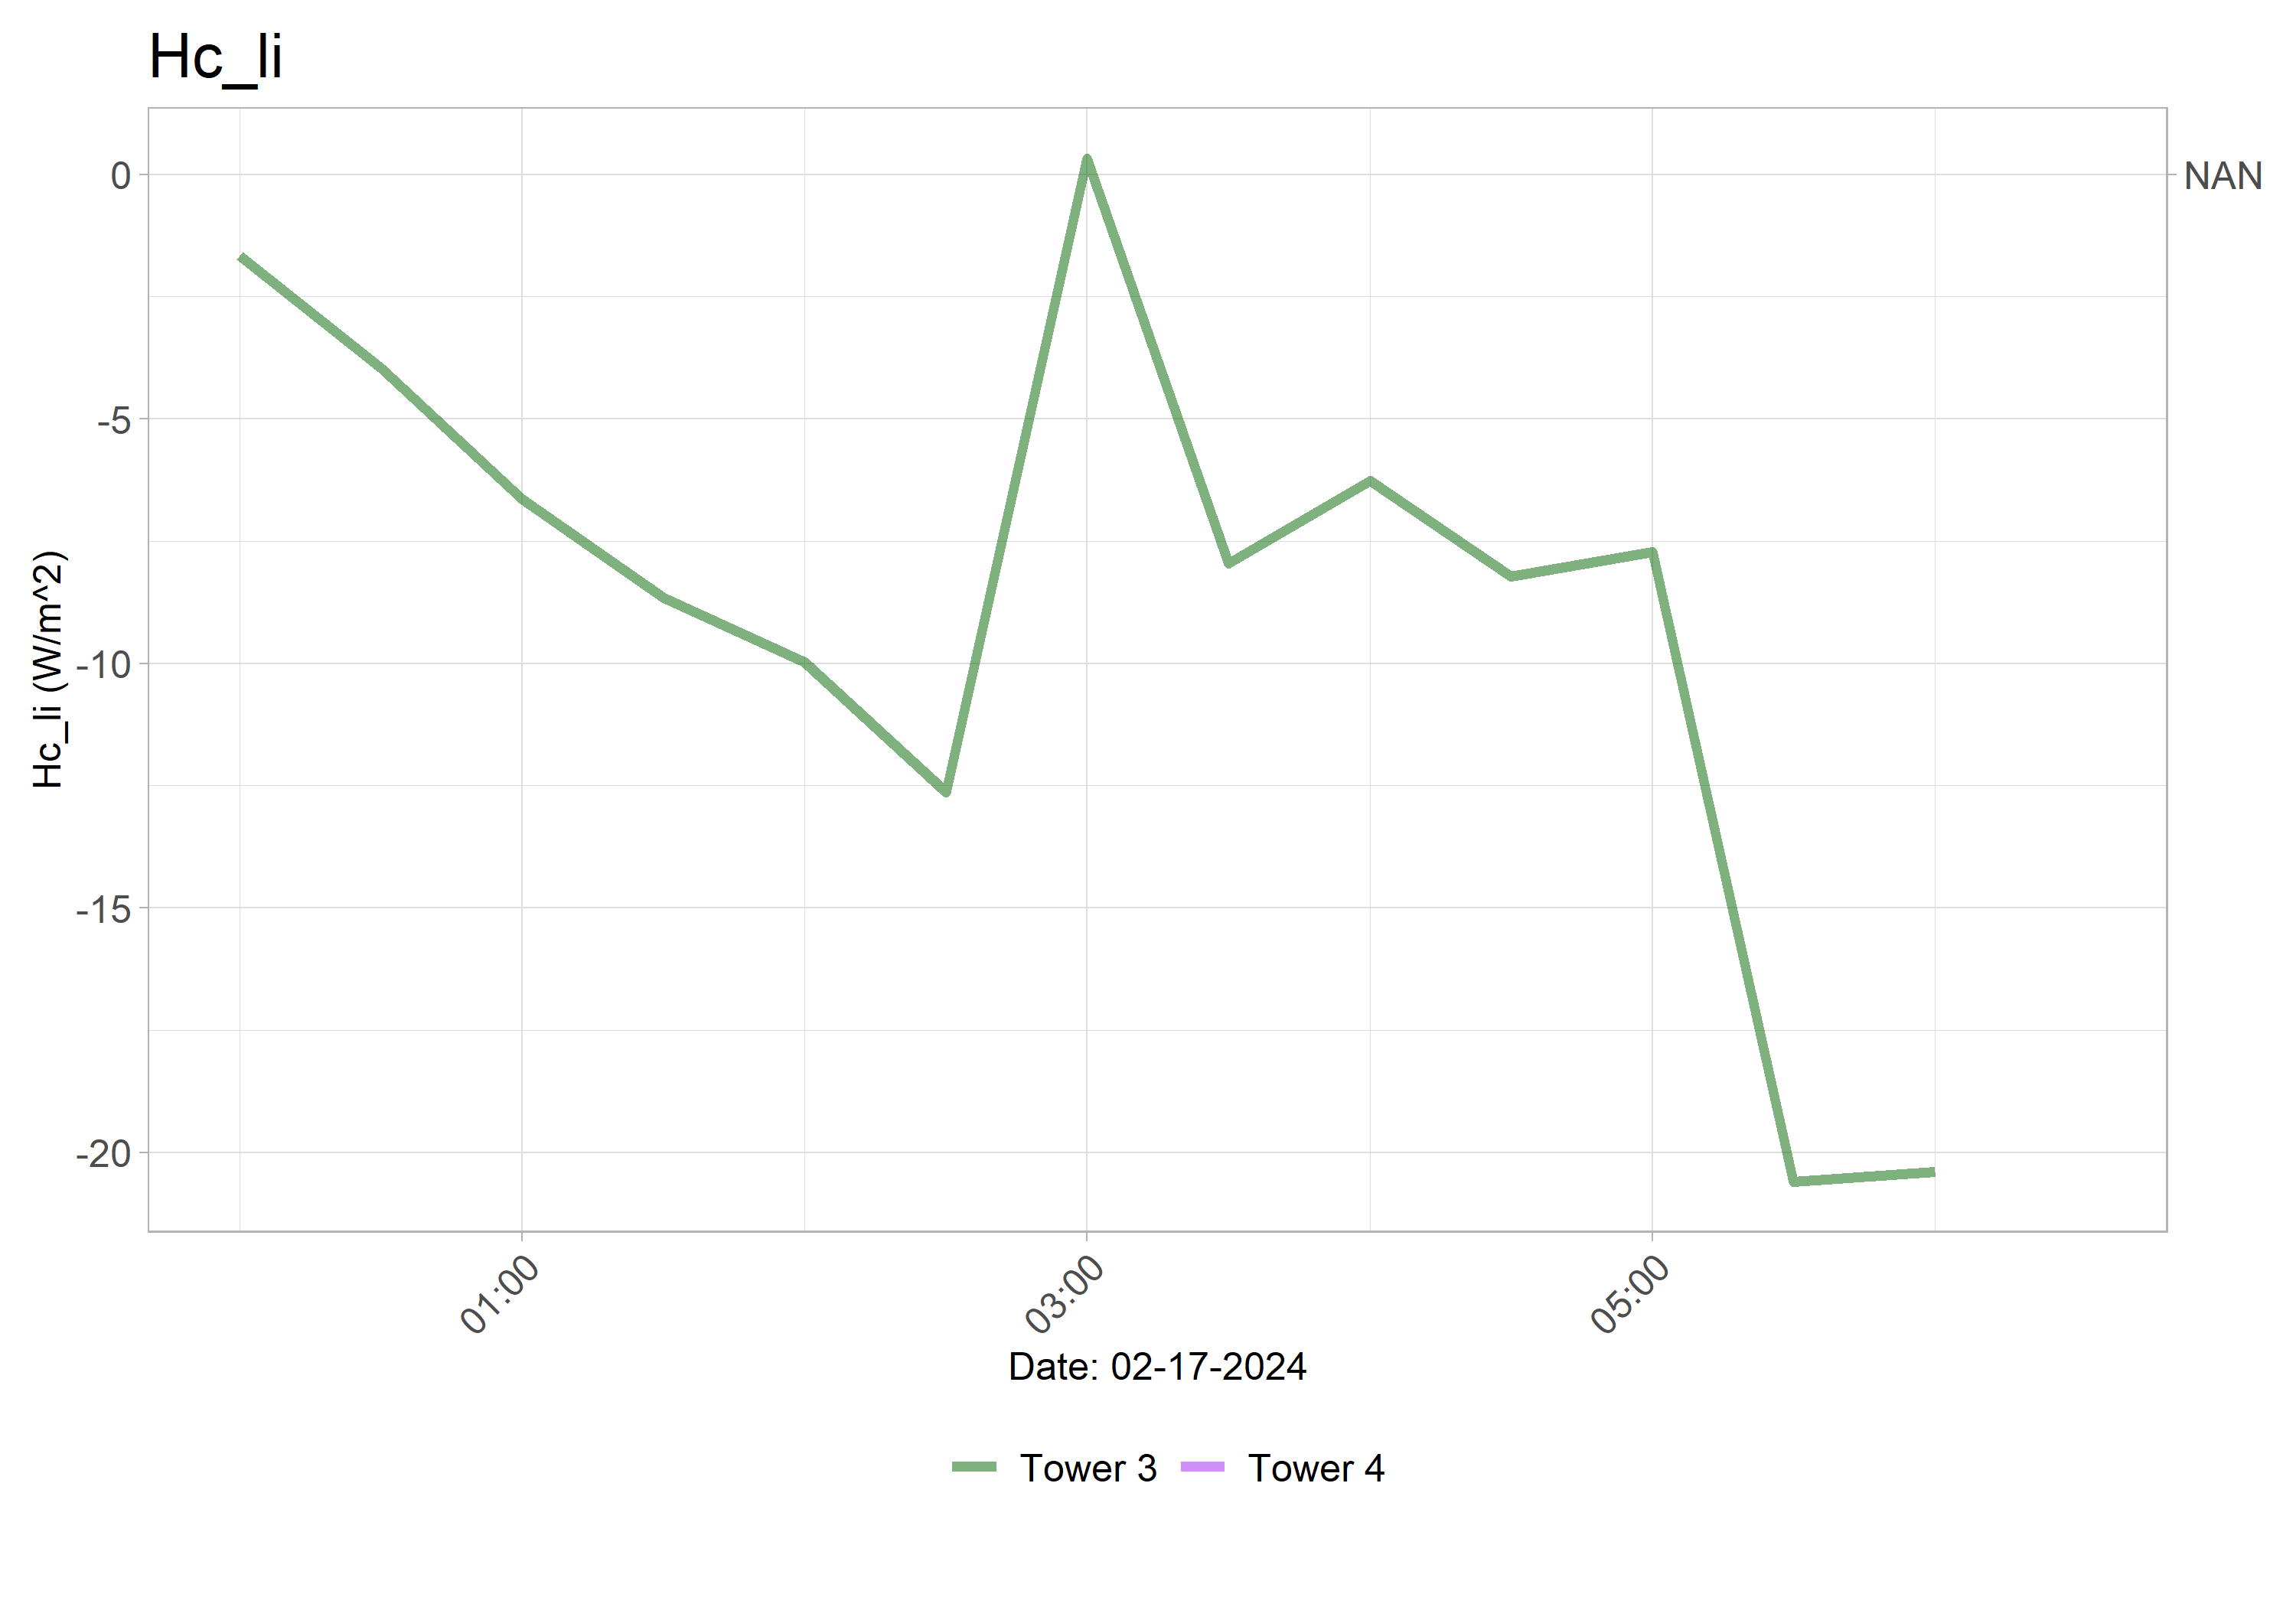 Hc_li
0
NAN
-5
-10
-15
-20
Hc_li (W/m^2)
01:00
03:00
05:00
Date: 02-17-2024
Tower 3
Tower 4